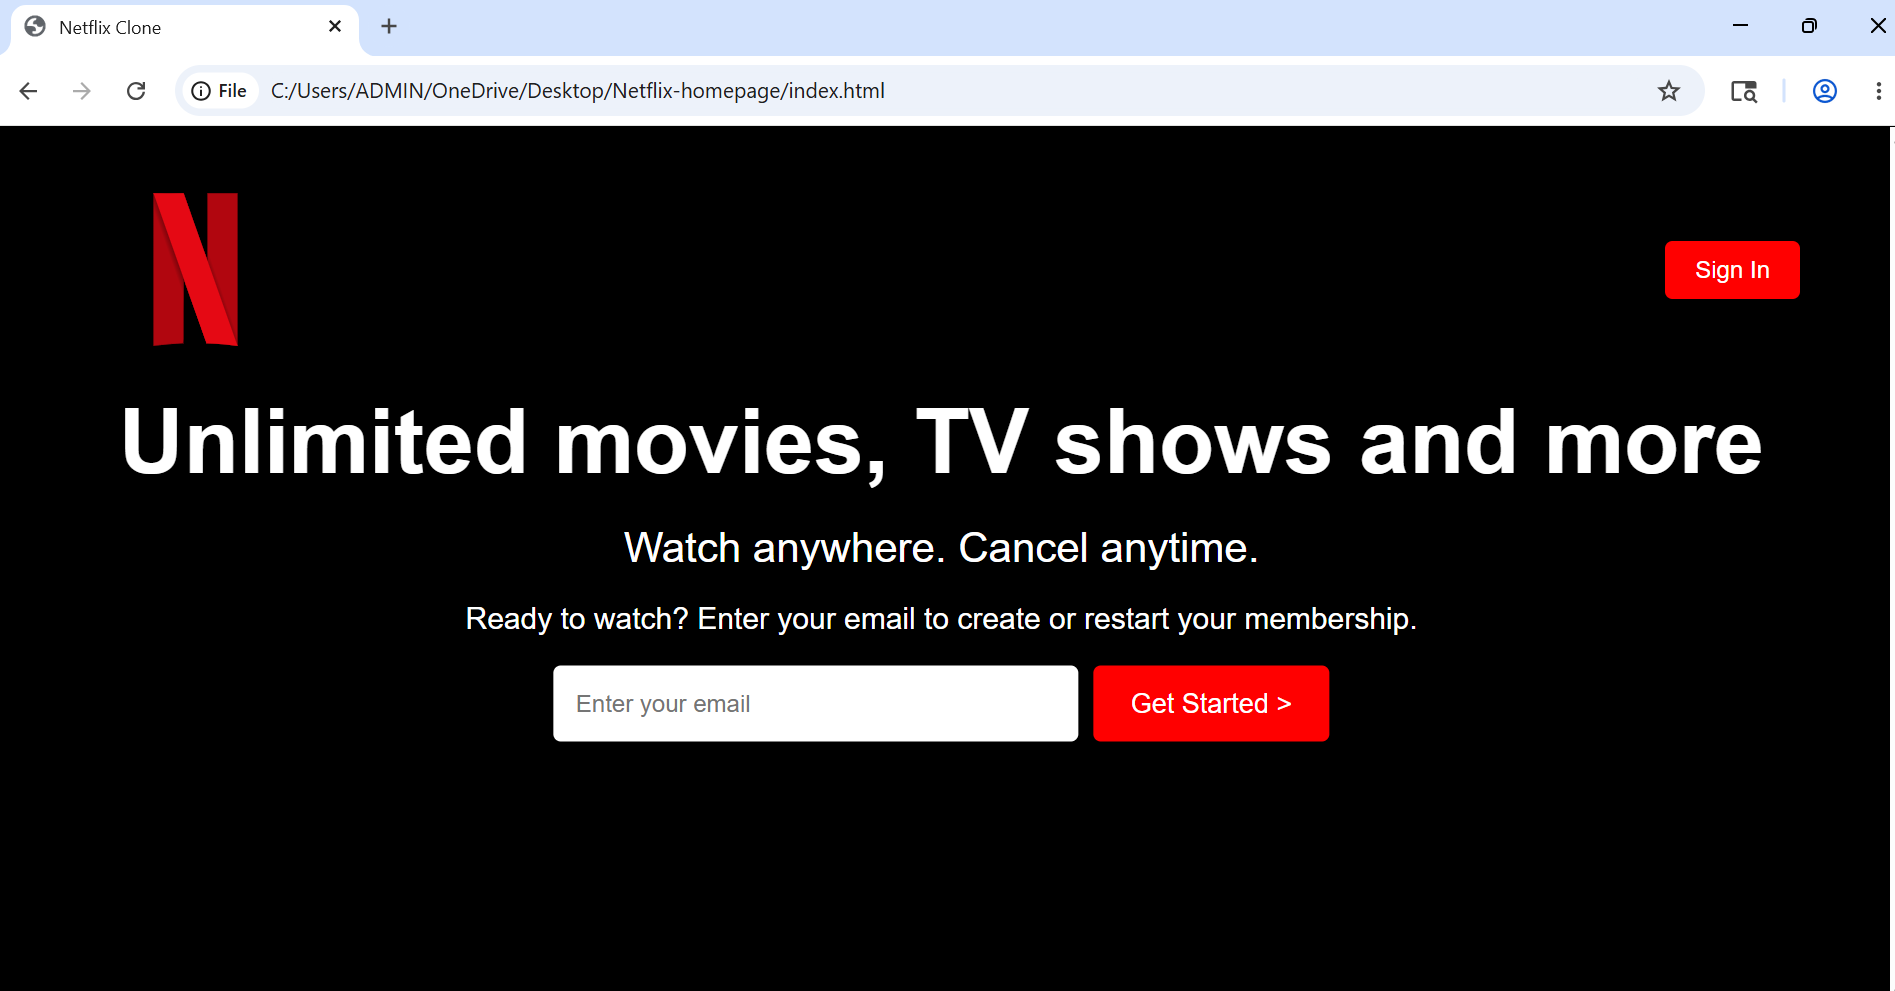 Netflix Clone
File C:/Users/ADMIN/OneDrive/Desktop/Netflix-homepage/index.html
N
Sign In
Unlimited movies, TV shows and more
Watch anywhere. Cancel anytime.
Ready to watch? Enter your email to create or restart your membership.
Enter your email
Get Started >